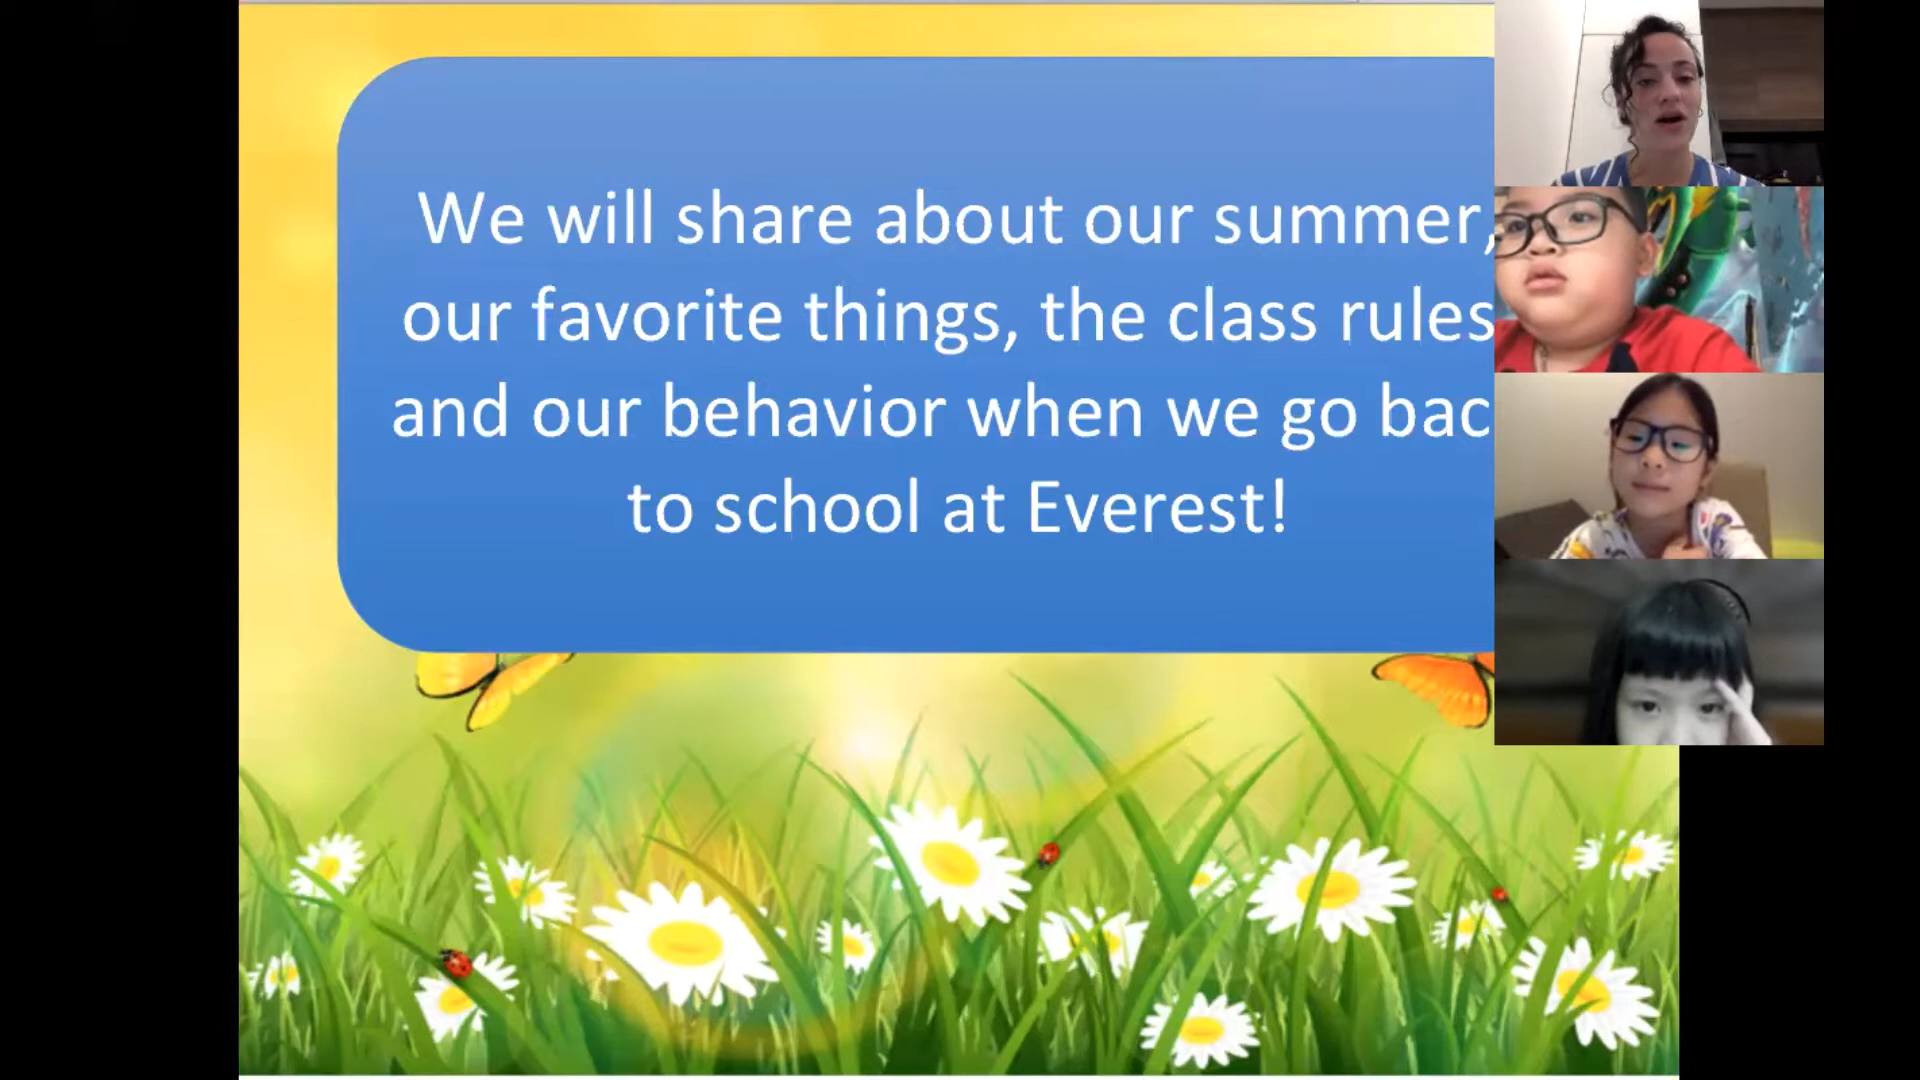 We will share about our summer,
our favorite things, the class rules
and our behavior when we go bac
to school at Everest!